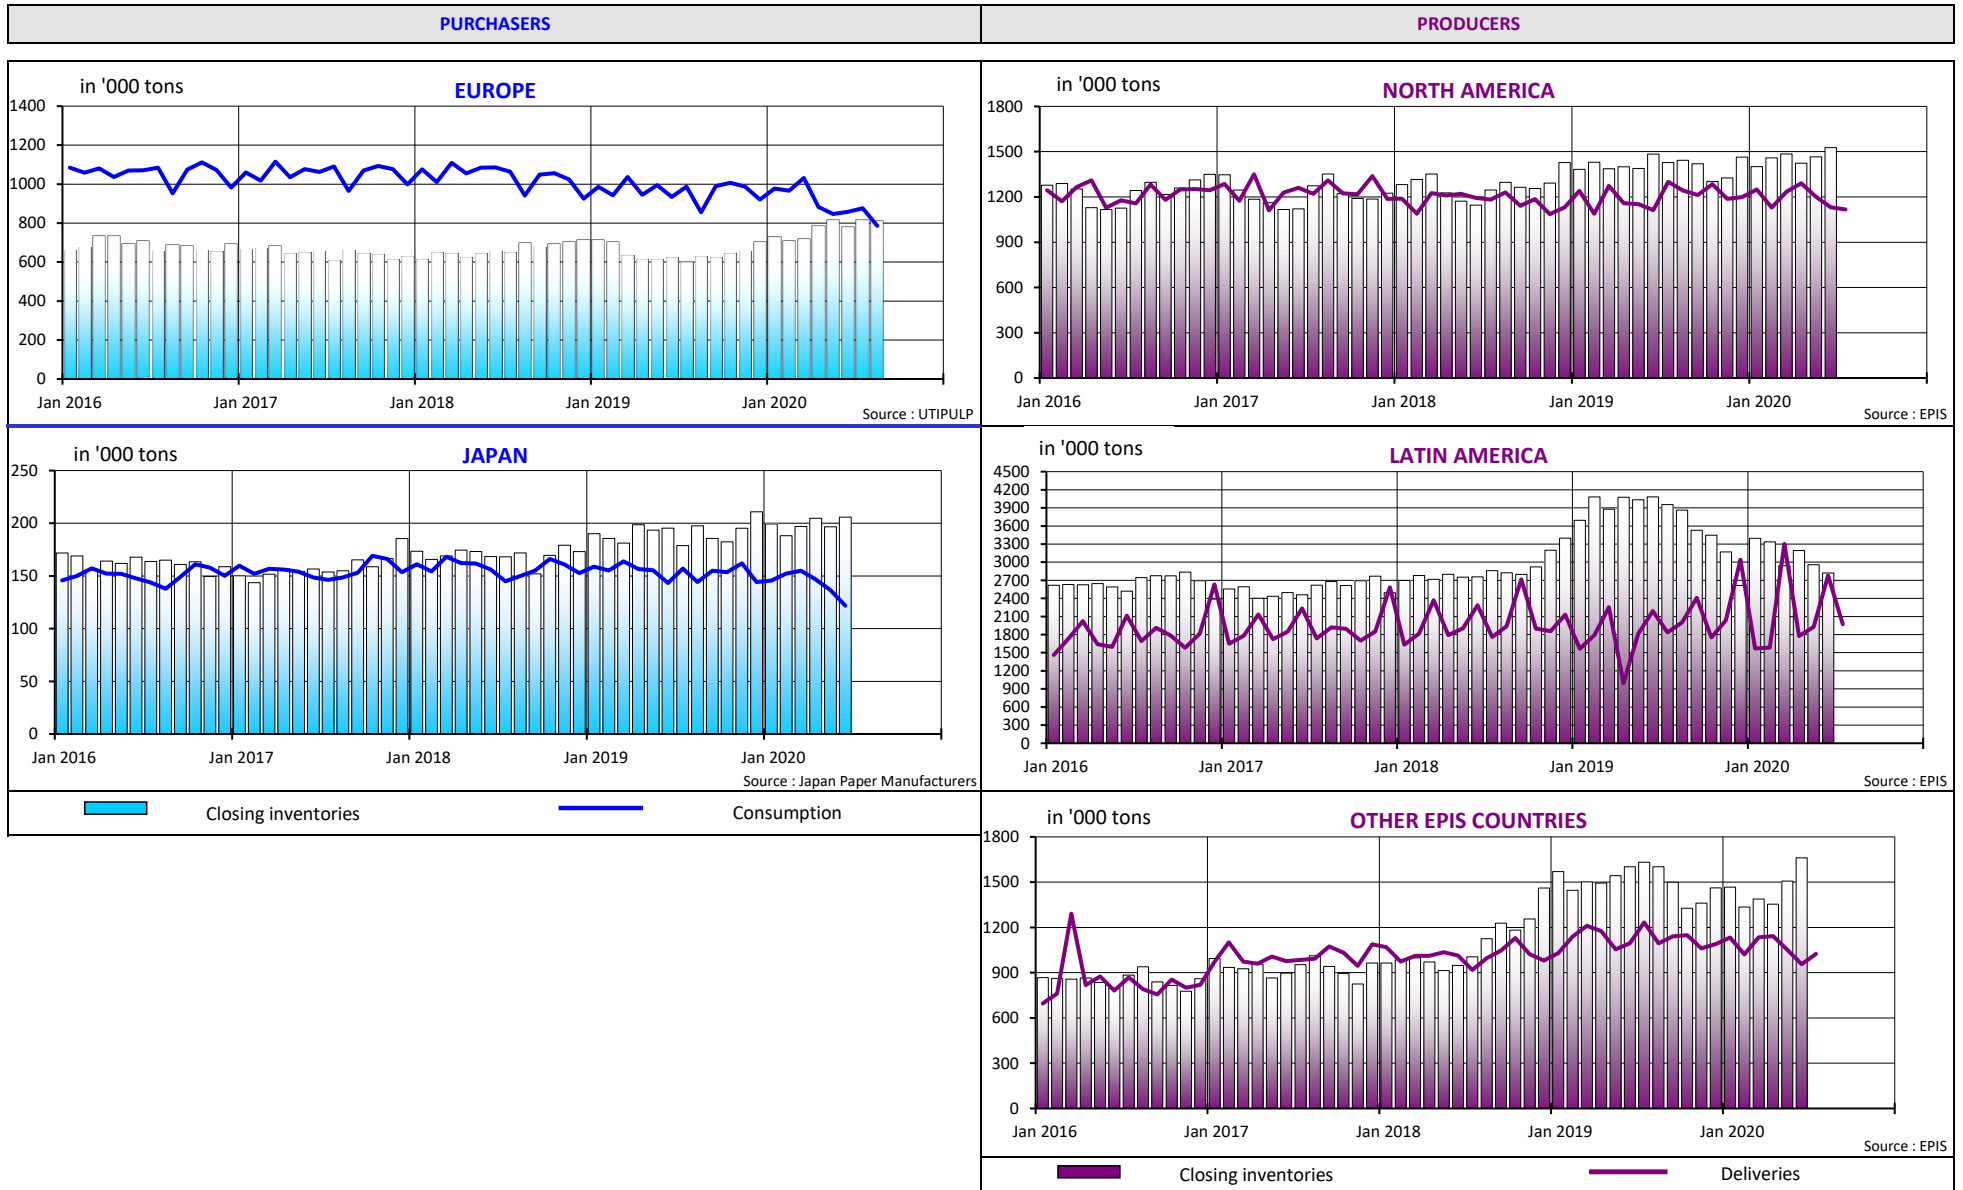 PURCHASERS
PRODUCERS
in '000 tons
EUROPE
1400
1200
1000
800
600
400
200
0
Jan 2016 Jan 2017 Jan 2018 Jan 2019 Jan 2020
Source : UTIPULP
in '000 tons
NORTH AMERICA
1800
1500
1200
900
600
300
0
Jan 2016 Jan 2017 Jan 2018 Jan 2019 Jan 2020
Source : EPIS
in '000 tons
JAPAN
250
200
150
100
50
0
Jan 2016 Jan 2017 Jan 2018 Jan 2019 Jan 2020
Source : Japan Paper Manufacturers
Closing inventories Consumption
in '000 tons
LATIN AMERICA
4500
4200
3900
3600
3300
3000
2700
2400
2100
1800
1500
1200
900
600
300
0
Jan 2016 Jan 2017 Jan 2018 Jan 2019 Jan 2020
Source : EPIS
in '000 tons
OTHER EPIS COUNTRIES
1800
1500
1200
900
600
300
0
Jan 2016 Jan 2017 Jan 2018 Jan 2019 Jan 2020
Source : EPIS
Closing inventories Deliveries